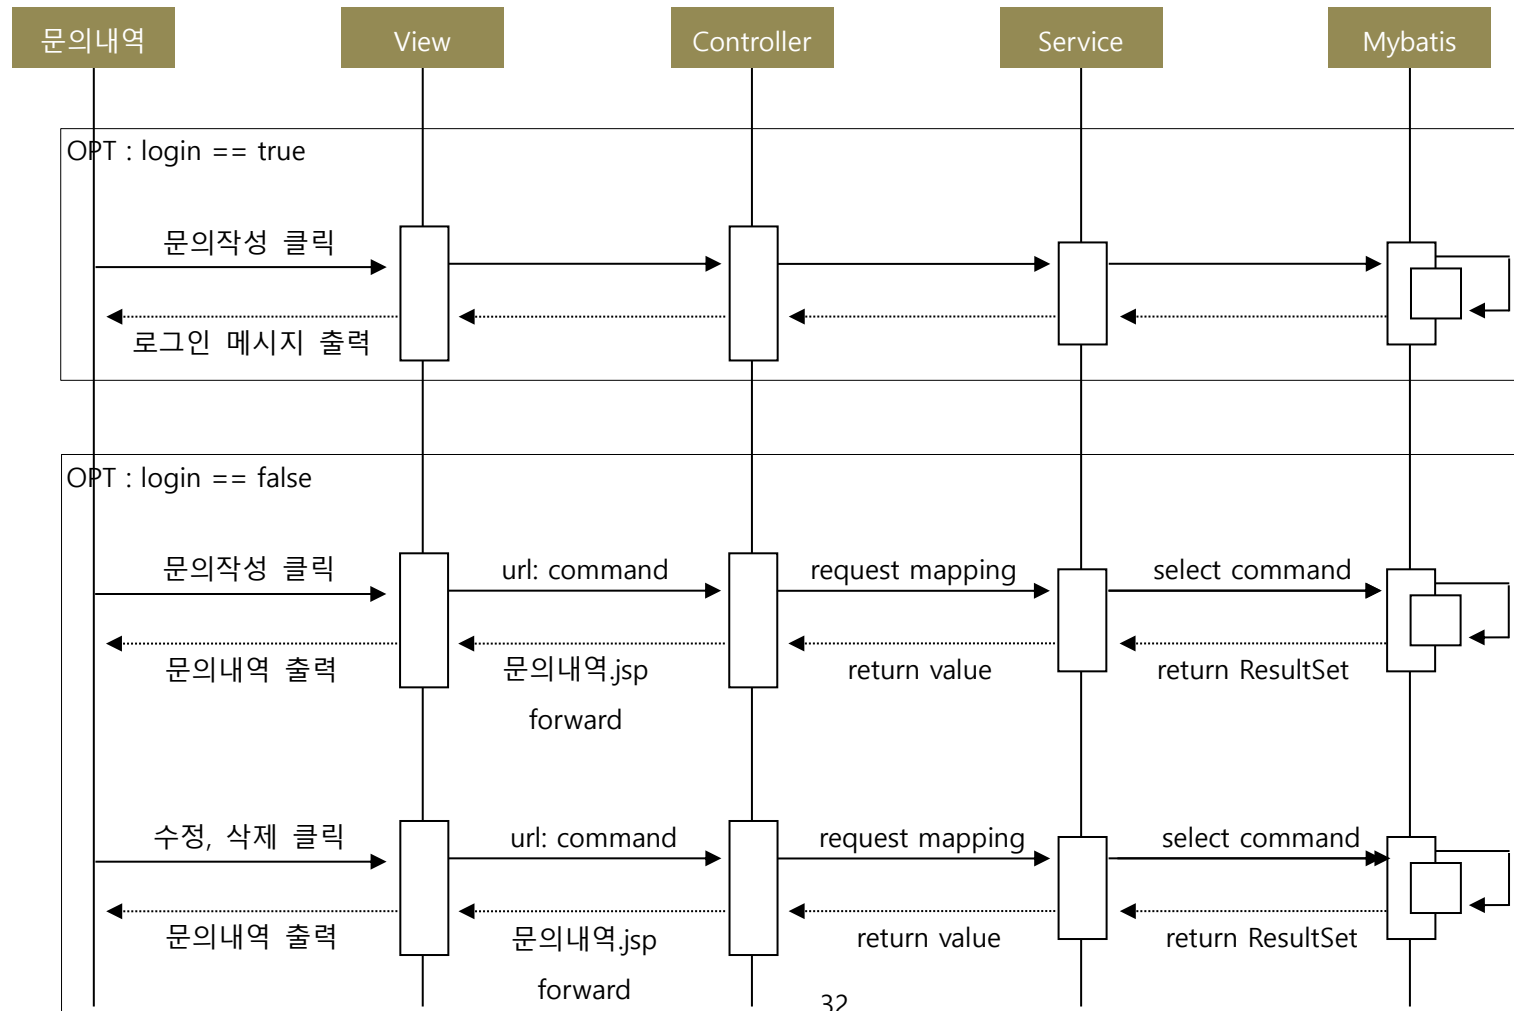 문의내역 View Controller Service Mybatis
OPT : login == true
문의작성 클릭
로그인 메시지 출력
OPT : login == false
문의작성 클릭 url: command request mapping select command
문의내역 출력 문의내역.jsp return value return ResultSet
forward
수정, 삭제 클릭 url: command request mapping select command
문의내역 출력 문의내역.jsp return value return ResultSet
forward
32